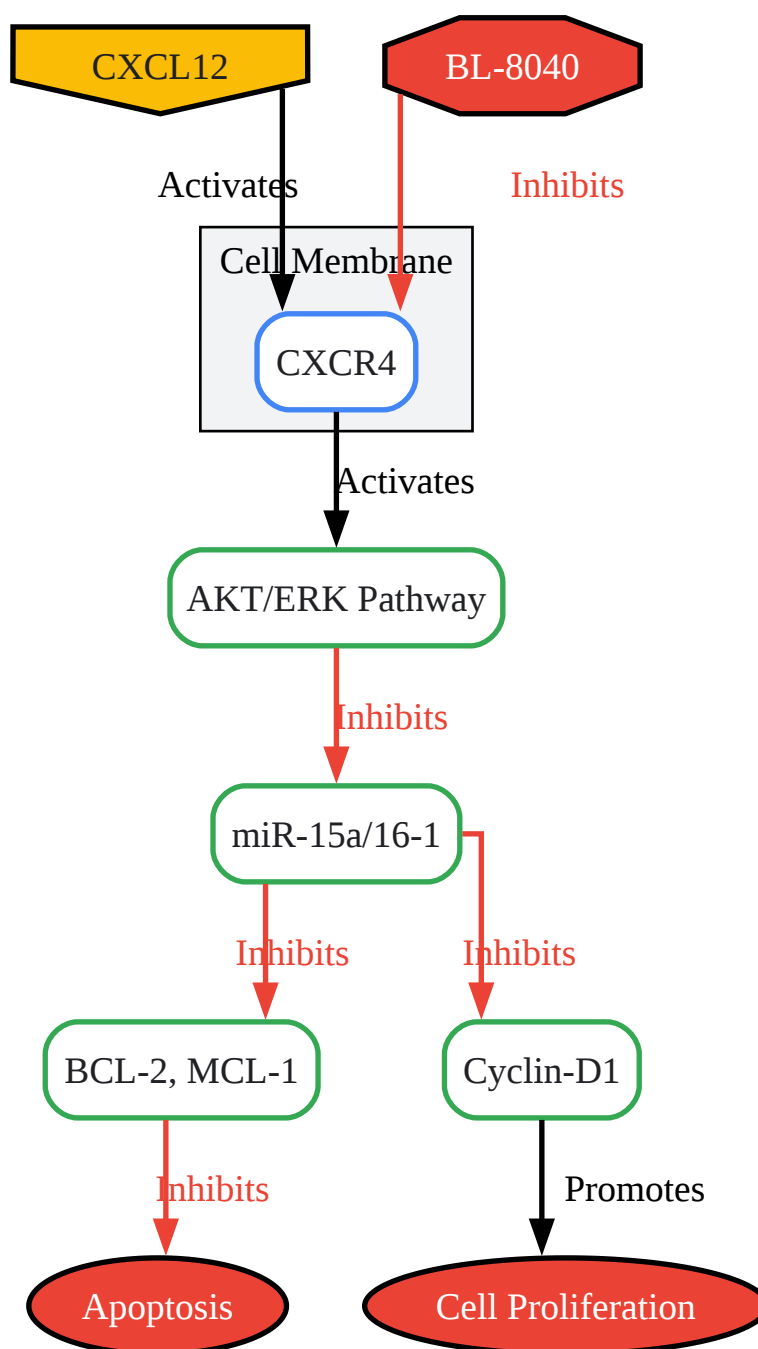 CXCL12
BL-8040
Activates
Inhibits
Cell Membrane
CXCR4
Activates
AKT/ERK Pathway
Inhibits
miR-15a/16-1
Inhibits
Inhibits
BCL-2, MCL-1
Cyclin-D1
Inhibits
Promotes
Apoptosis
Cell Proliferation